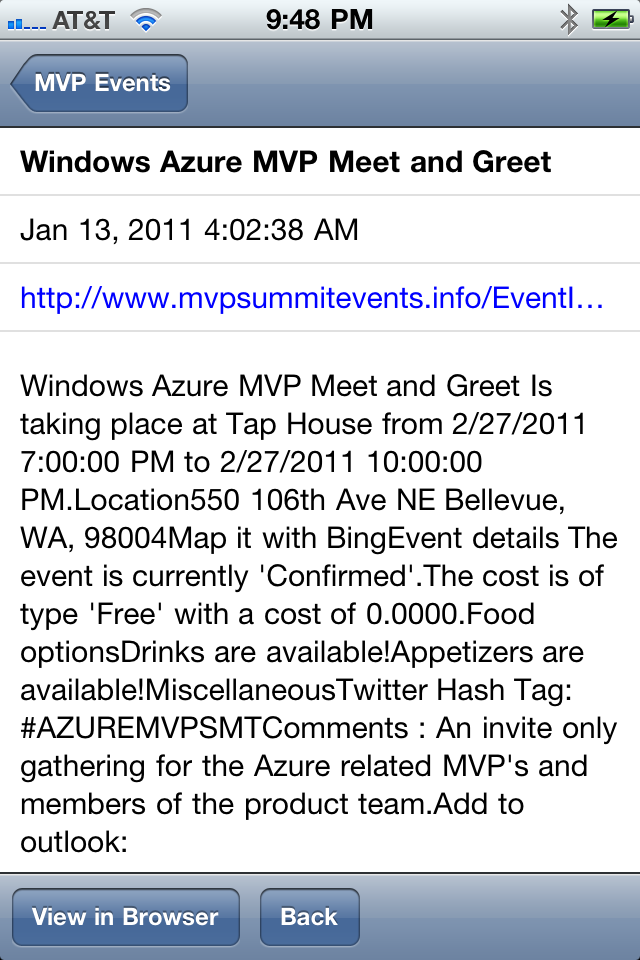 AT&T 9:48 PM
MVP Events
Windows Azure MVP Meet and Greet
Jan 13, 2011 4:02:38 AM
http://www.mvpsummitevents.info/EventI...
Windows Azure MVP Meet and Greet Is
taking place at Tap House from 2/27/2011
7:00:00 PM to 2/27/2011 10:00:00
PM.Location550 106th Ave NE Bellevue,
WA, 98004Map it with BingEvent details The
event is currently 'Confirmed'.The cost is of
type 'Free' with a cost of 0.0000.Food
optionsDrinks are available!Appetizers are
available!MiscellaneousTwitter Hash Tag:
#AZUREMVPSMTComments : An invite only
gathering for the Azure related MVP's and
members of the product team.Add to
outlook:
View in Browser Back